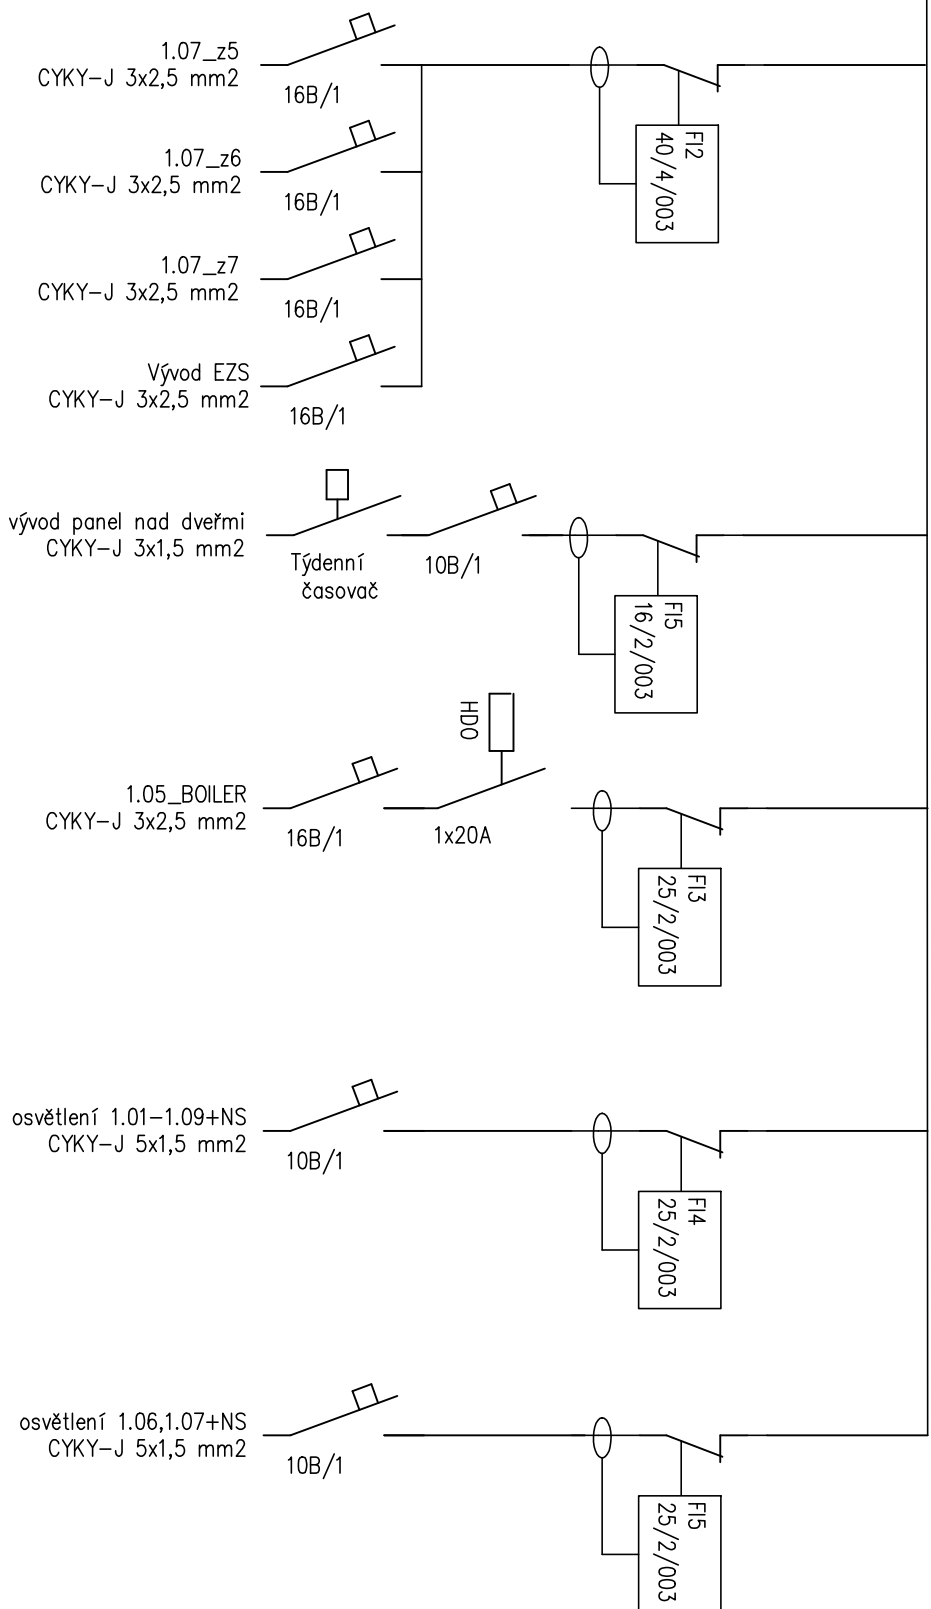 1.07_z5
CYKY-J 3x2,5 mm2
16B/1
FI2
40/4/003
1.07_z6
CYKY-J 3x2,5 mm2
16B/1
1.07_z7
CYKY-J 3x2,5 mm2
16B/1
Vývod EZS
CYKY-J 3x2,5 mm2
16B/1
vývod panel nad dveřmi
CYKY-J 3x1,5 mm2
Týdenní
časovač
10B/1
FI5
16/2/003
HDO
1.05_BOILER
CYKY-J 3x2,5 mm2
16B/1
1x20A
FI3
25/2/003
osvětlení 1.01-1.09+NS
CYKY-J 5x1,5 mm2
10B/1
FI4
25/2/003
osvětlení 1.06,1.07+NS
CYKY-J 5x1,5 mm2
10B/1
FI5
25/2/003